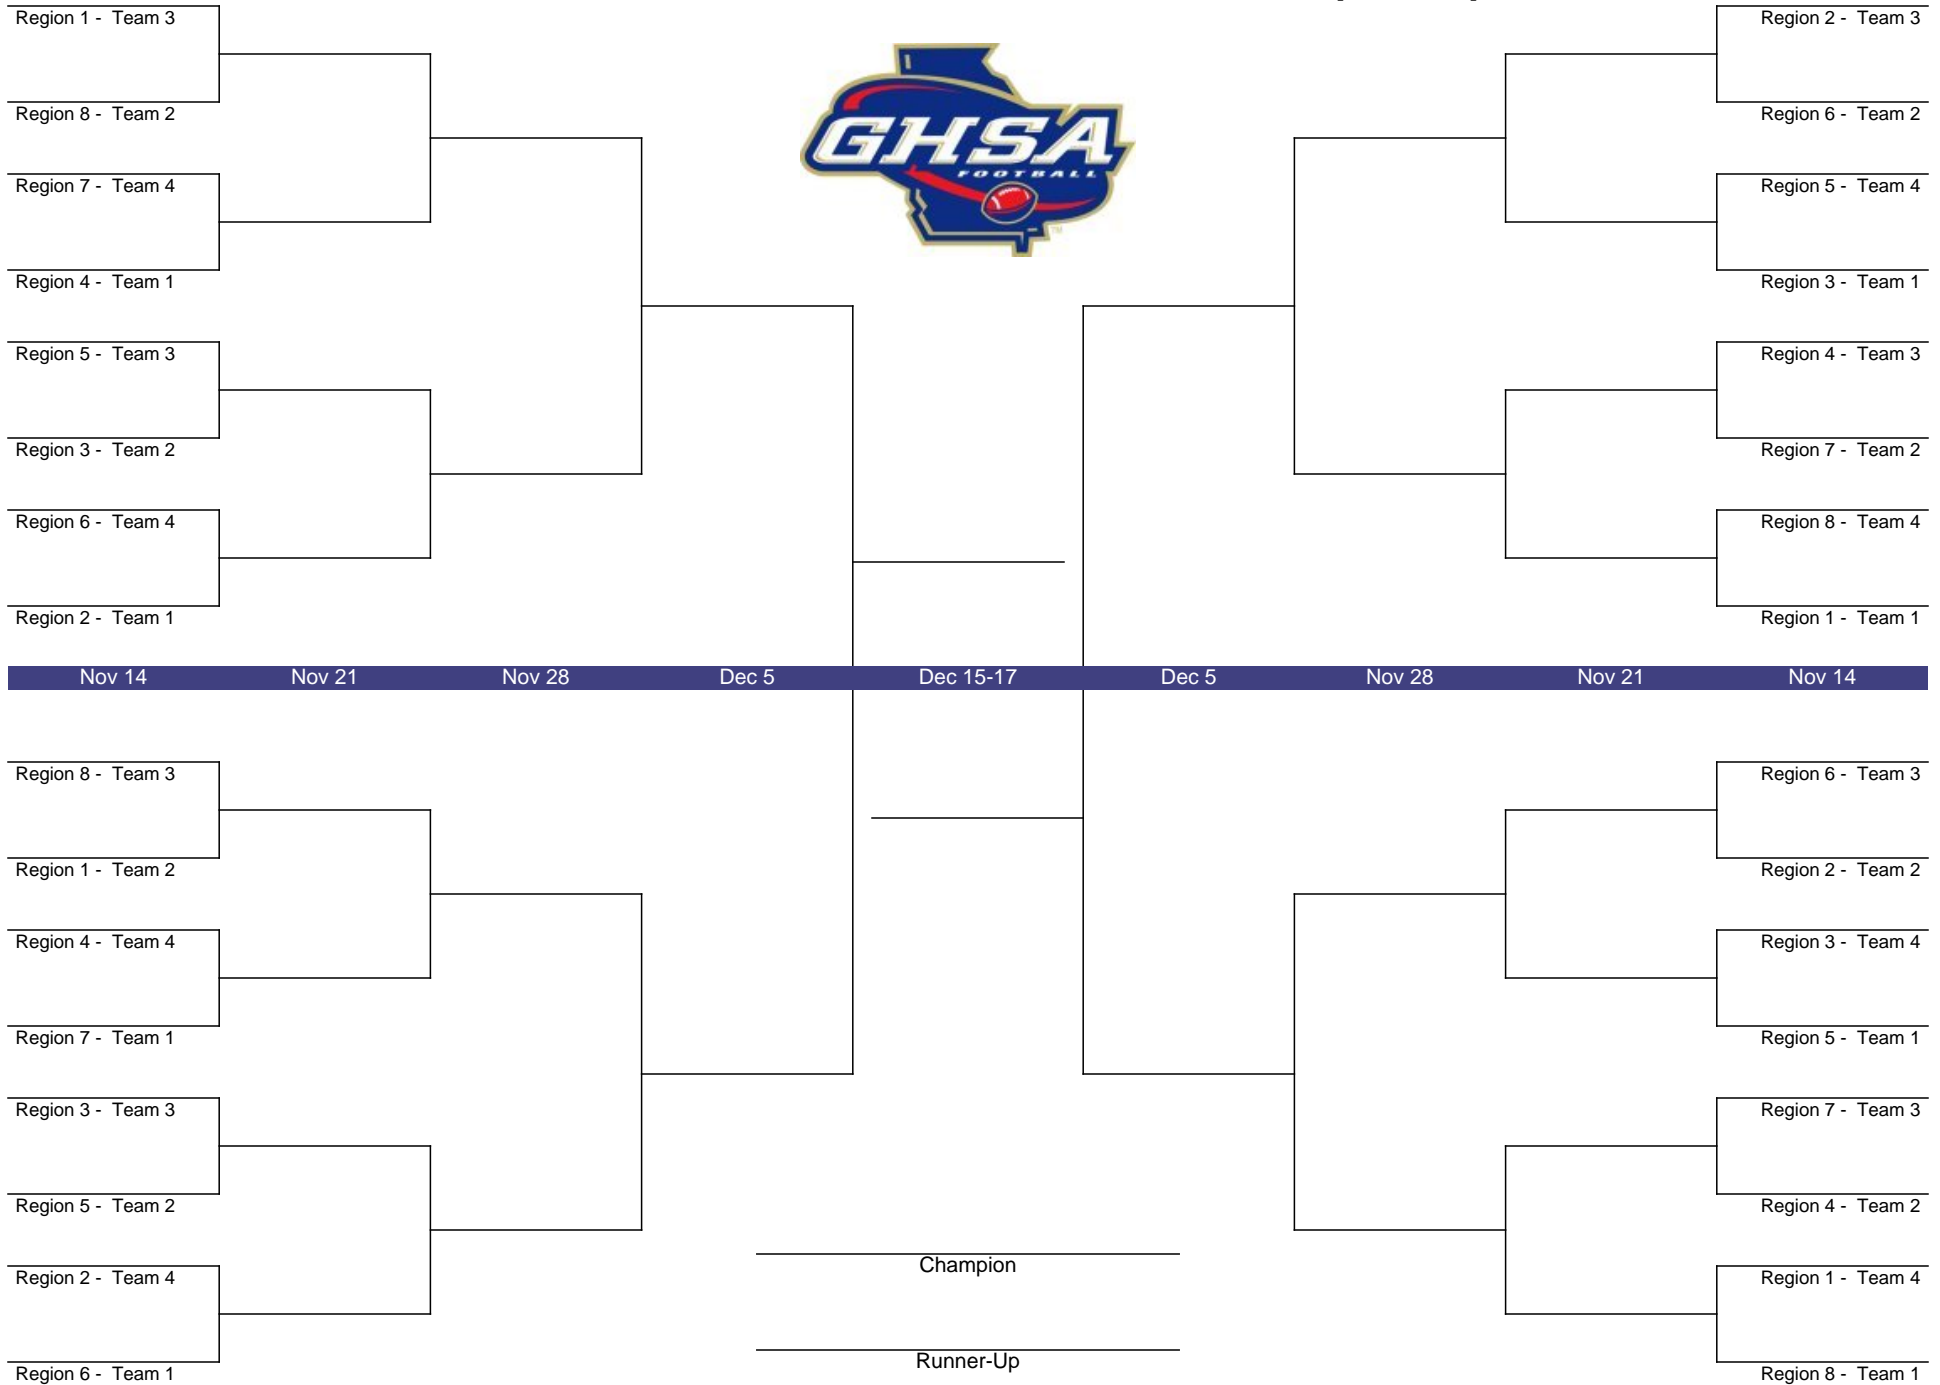 Region 1 - Team 3
Region 8 - Team 2
Region 7 - Team 4
Region 4 - Team 1
Region 5 - Team 3
Region 3 - Team 2
Region 6 - Team 4
Region 2 - Team 1
GHSA
FOOTBALL
TM
Region 2 - Team 3
Region 6 - Team 2
Region 5 - Team 4
Region 3 - Team 1
Region 4 - Team 3
Region 7 - Team 2
Region 8 - Team 4
Region 1 - Team 1
Nov 14 Nov 21 Nov 28 Dec 5 Dec 15-17 Dec 5 Nov 28 Nov 21 Nov 14
Region 8 - Team 3
Region 1 - Team 2
Region 4 - Team 4
Region 7 - Team 1
Region 3 - Team 3
Region 5 - Team 2
Region 2 - Team 4
Region 6 - Team 1
Champion
Runner-Up
Region 6 - Team 3
Region 2 - Team 2
Region 3 - Team 4
Region 5 - Team 1
Region 7 - Team 3
Region 4 - Team 2
Region 1 - Team 4
Region 8 - Team 1